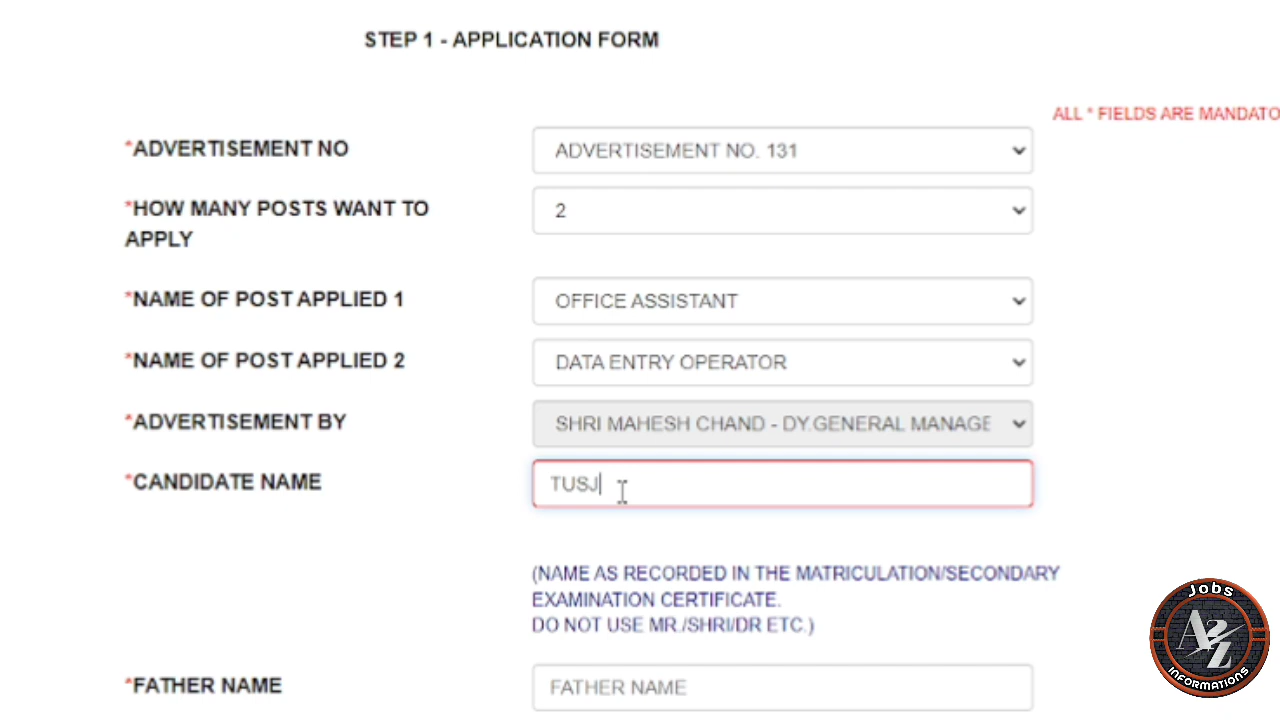 STEP 1 - APPLICATION FORM
ALL * FIELDS ARE MANDATO
*ADVERTISEMENT NO
ADVERTISEMENT NO. 131
*HOW MANY POSTS WANT TO
APPLY
2
*NAME OF POST APPLIED 1
OFFICE ASSISTANT
*NAME OF POST APPLIED 2
DATA ENTRY OPERATOR
*ADVERTISEMENT BY
SHRI MAHESH CHAND - DY.GENERAL MANAGE
*CANDIDATE NAME
TUSJ
(NAME AS RECORDED IN THE MATRICULATION/SECONDARY
EXAMINATION CERTIFICATE.
DO NOT USE MR./SHRI/DR ETC.)
*FATHER NAME
FATHER NAME
Jobs
A2Z
INFORMATIONS